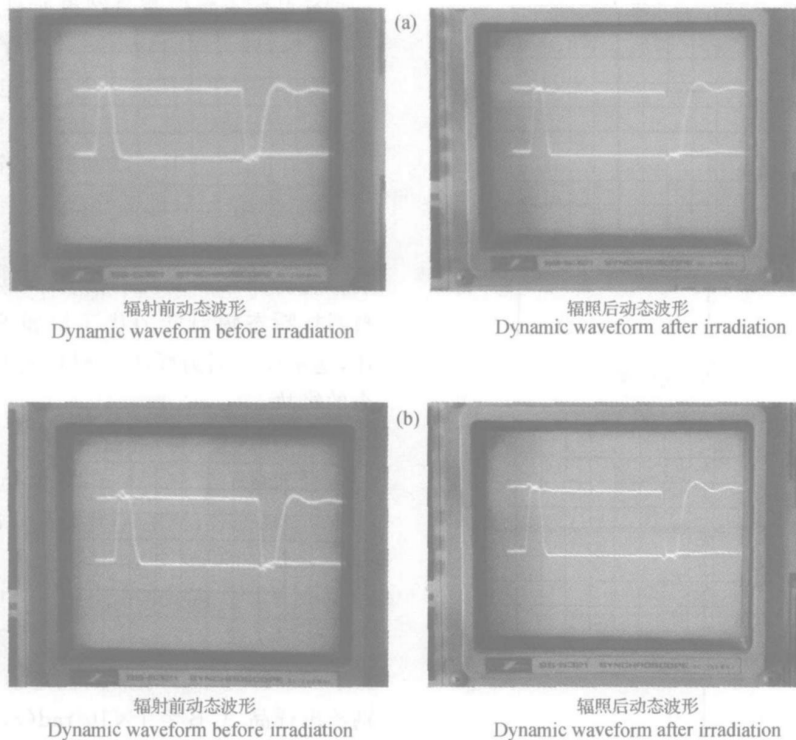 (a)
辐射前动态波形
Dynamic waveform before irradiation
辐照后动态波形
Dynamic waveform after irradiation
(b)
辐射前动态波形
Dynamic waveform before irradiation
辐照后动态波形
Dynamic waveform after irradiation